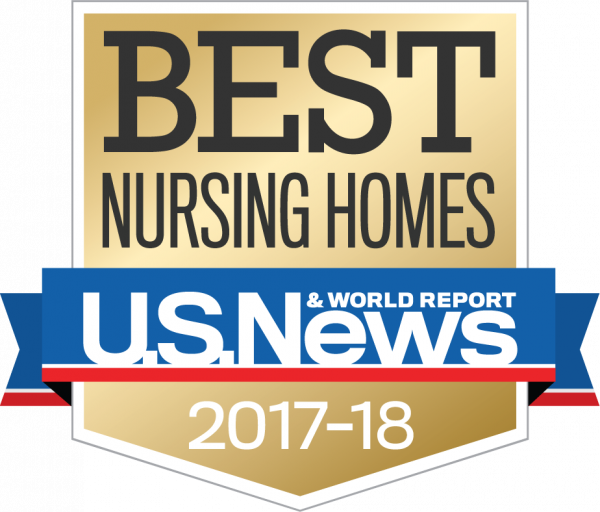 BEST
NURSING HOMES
& WORLD REPORT
U.S.News
2017-18